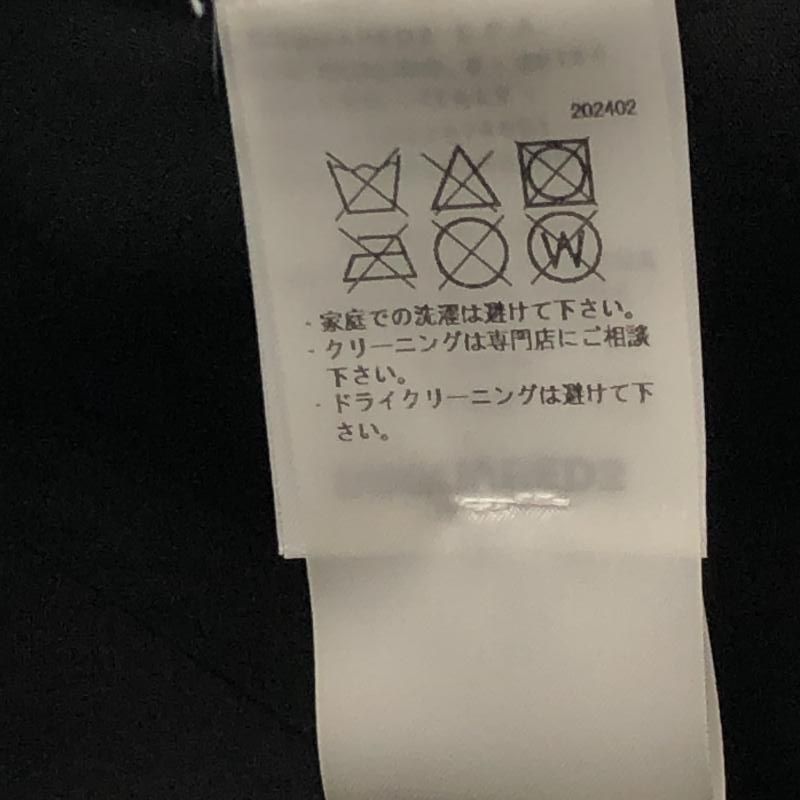 202402
W
・家庭での洗濯は避けて下さい。
・クリーニングは専門店にご相談
下さい。
・ドライクリーニングは避けて下
さい。